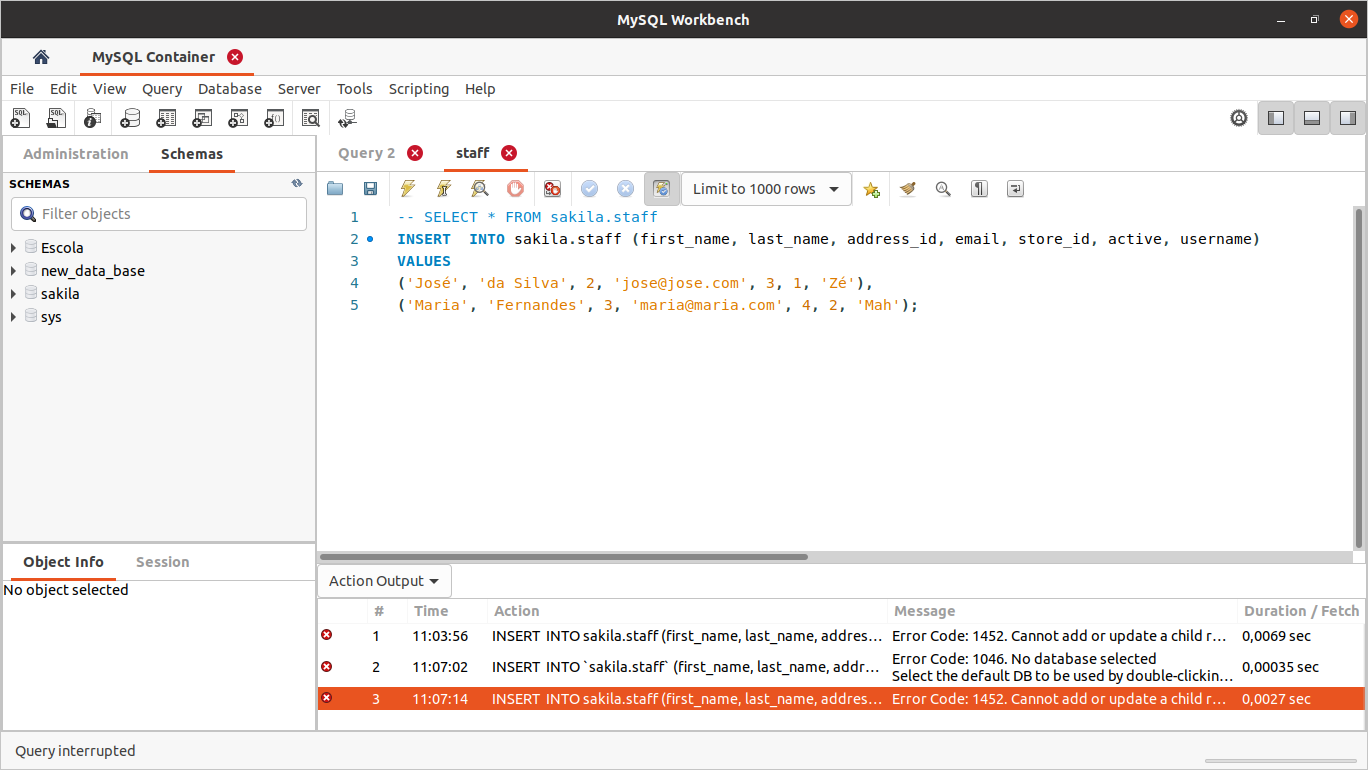 MySQL Workbench
MySQL Container
File Edit View Query Database Server Tools Scripting Help
Administration Schemas
Query 2 staff
SCHEMAS
Filter objects
Escola
new_data_base
sakila
sys
Limit to 1000 rows
1 -- SELECT * FROM sakila.staff
2 INSERT  INTO sakila.staff (first_name, last_name, address_id, email, store_id, active, username)
3 VALUES
4 ('José', 'da Silva', 2, 'jose@jose.com', 3, 1, 'Zé'),
5 ('Maria', 'Fernandes', 3, 'maria@maria.com', 4, 2, 'Mah');
Object Info Session
No object selected
Action Output
# Time Action Message Duration / Fetch
1 11:03:56 INSERT  INTO sakila.staff (first_name, last_name, addres... Error Code: 1452. Cannot add or update a child r... 0,0069 sec
2 11:07:02 INSERT  INTO `sakila.staff` (first_name, last_name, addr... Error Code: 1046. No database selected
Select the default DB to be used by double-clickin... 0,00035 sec
3 11:07:14 INSERT  INTO sakila.staff (first_name, last_name, addres... Error Code: 1452. Cannot add or update a child r... 0,0027 sec
Query interrupted